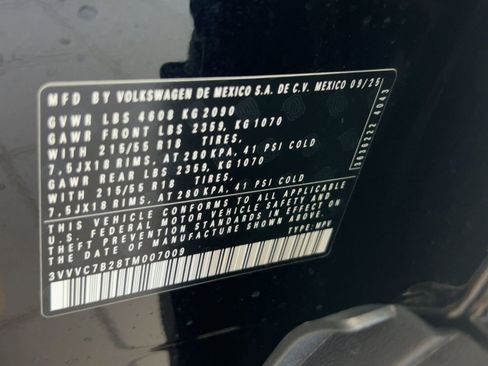 MFD BY VOLKSWAGEN DE MEXICO S.A. DE C.V. MEXICO 09/25
GVWR LBS 4608 KG 2090
GAWR FRONT LBS 2359, KG 1070
WITH 215/55 R18 TIRES,
7.5JX18 RIMS, AT 280 KPA, 41 PSI COLD
GAWR REAR LBS 2359, KG 1070
WITH 215/55 R18 TIRES,
7.5JX18 RIMS, AT 280 KPA, 41 PSI COLD
THIS VEHICLE CONFORMS TO ALL APPLICABLE
U.S. FEDERAL MOTOR VEHICLE SAFETY AND
THEFT PREVENTION STANDARDS IN EFFECT ON
THE DATE OF MANUFACTURE SHOWN ABOVE.
TYPE: MPV
3VVVC7B28TM007009
3636222 4043